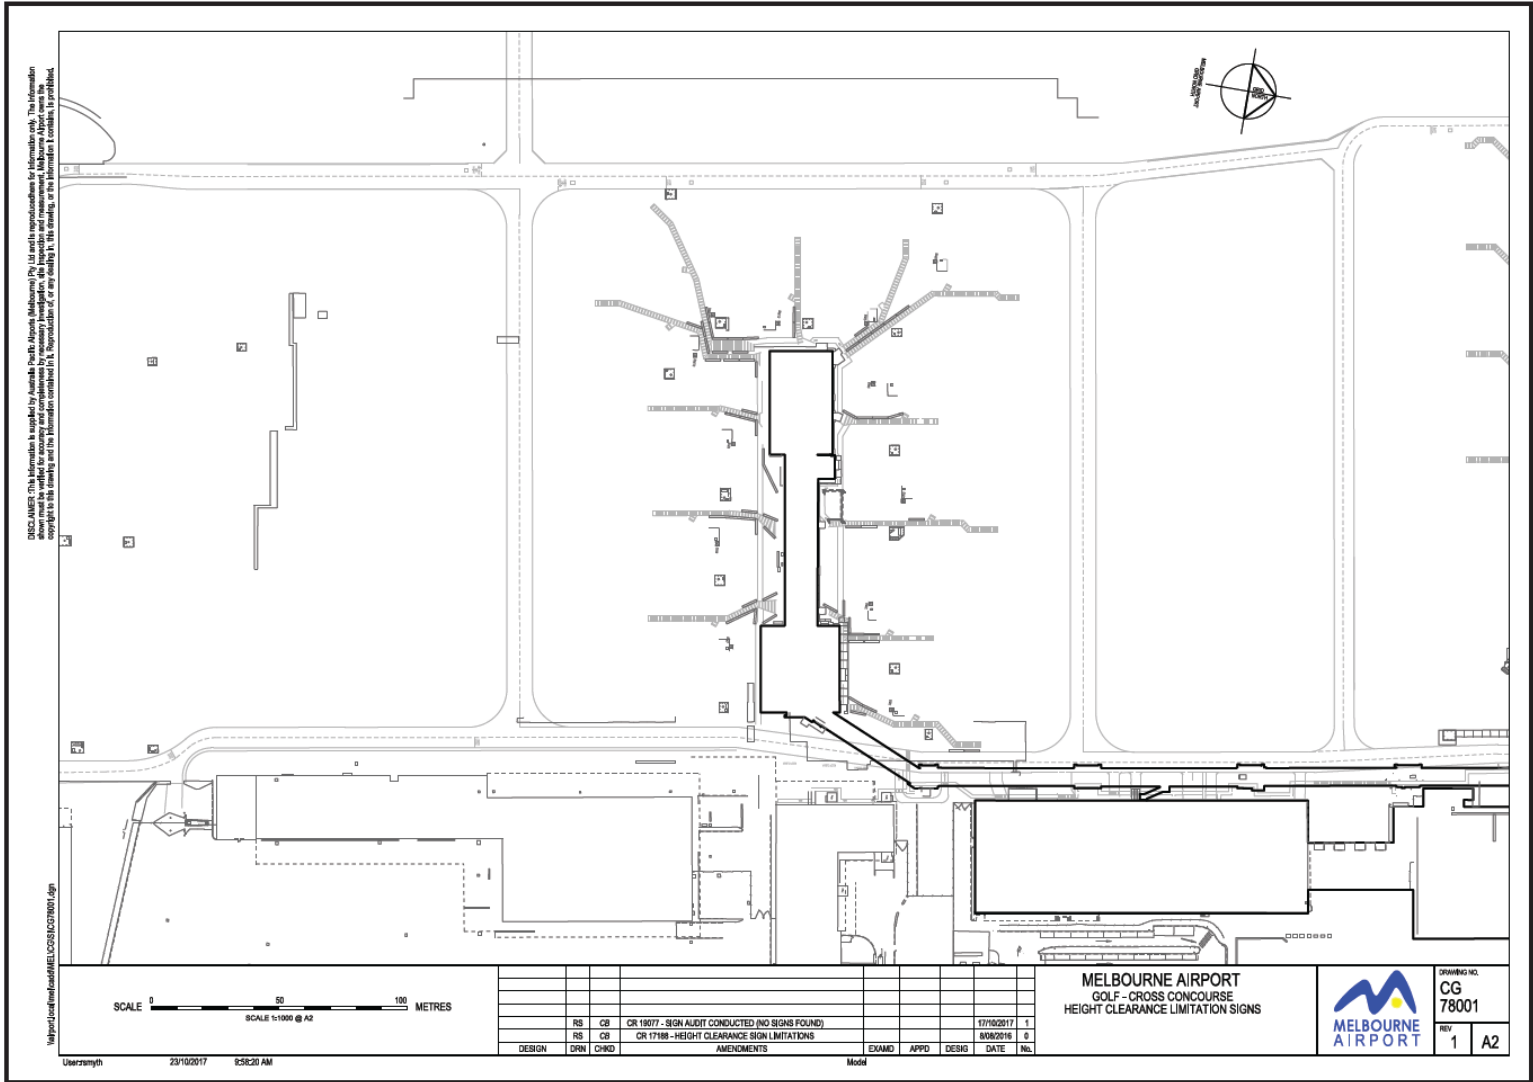 DISCLAIMER :This information is supplied by Australia Pacific Airports (Melbourne) Pty Ltd and is reproduced here for information only. The information
shown must be verified for accuracy and completeness by necessary investigation, site inspection and measurement. Melbourne Airport owns the
copyright to this drawing and the information contained in it. Reproduction of, or any dealing in, this drawing, or the information it contains, is prohibited.
MELBOURNE AIRPORT
GRID NORTH
GRID
NORTH
SCALE 0 50 100 METRES
SCALE 1:1000 @ A2
RS CB CR 19077 - SIGN AUDIT CONDUCTED (NO SIGNS FOUND) 17/10/2017 1
RS CB CR 17188 - HEIGHT CLEARANCE SIGN LIMITATIONS 0
DESIGN DRN CHKD AMENDMENTS EXAMD APPD DESIG DATE No.
MELBOURNE AIRPORT
GOLF - CROSS CONCOURSE
HEIGHT CLEARANCE LIMITATION SIGNS
MELBOURNE
AIRPORT
DRAWING NO.
CG
78001
REV
1 A2
User:rsmyth 23/10/2017 9:58:20 AM Model